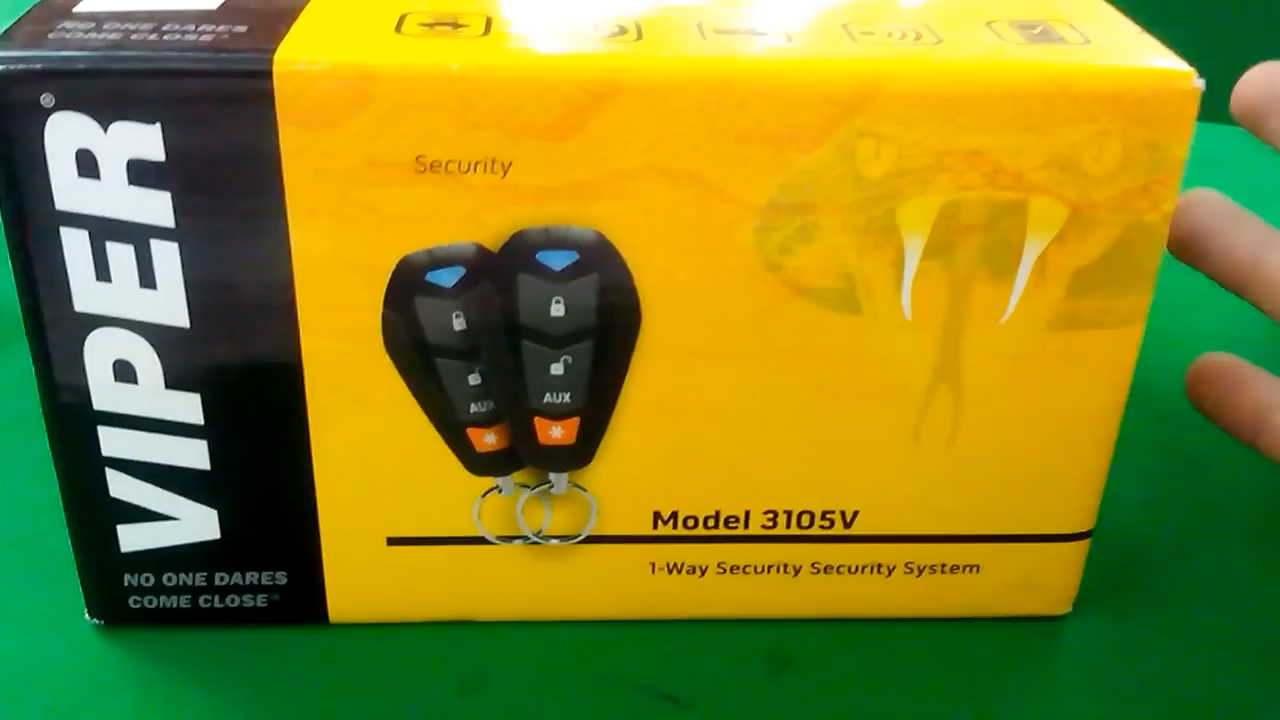 NO ONE DARES
COME CLOSE
VIPER®
Security
AUX
AUX
Model 3105V
1-Way Security Security System
NO ONE DARES
COME CLOSE®